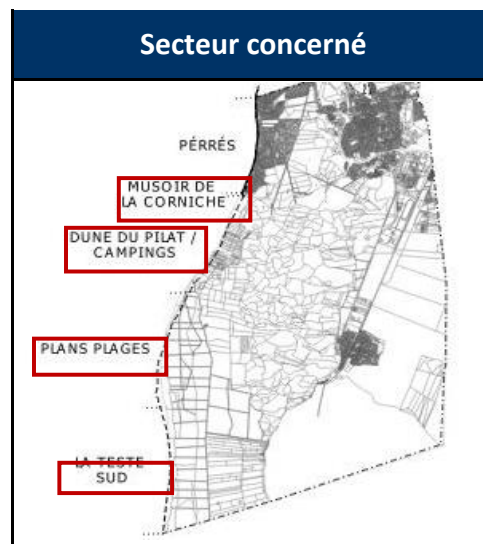 Secteur concerné
PÉRRÉS
MUSOIR DE
LA CORNICHE
DUNE DU PILAT /
CAMPINGS
PLANS PLAGES
LA TESTE
SUD